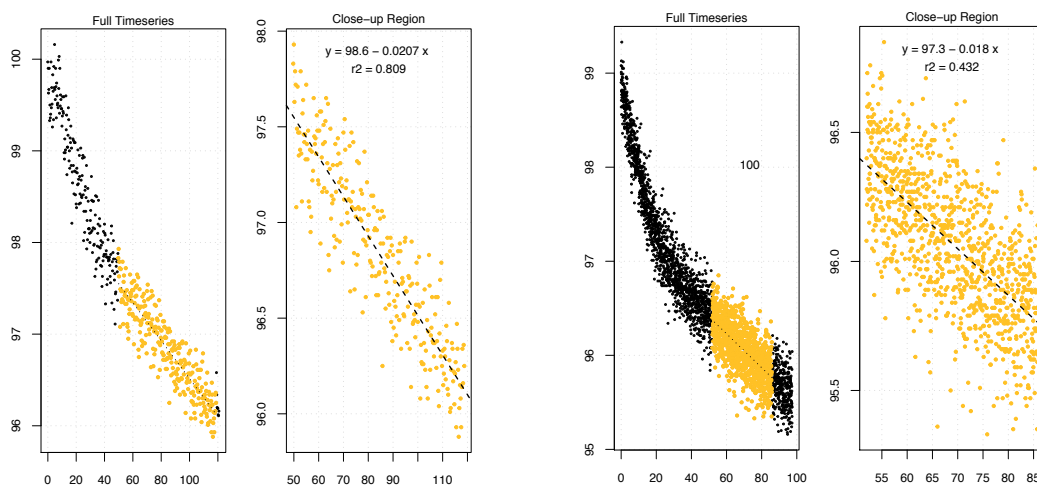 Full Timeseries
100
99
98
97
96
0 20 40 60 80 100
Close-up Region
y = 98.6 − 0.0207 x
r2 = 0.809
98.0
97.5
97.0
96.5
96.0
50 60 70 80 90 110
Full Timeseries
100
99
98
97
96
95
0 20 40 60 80 100
Close-up Region
y = 97.3 − 0.018 x
r2 = 0.432
96.5
96.0
95.5
55 60 65 70 75 80 85